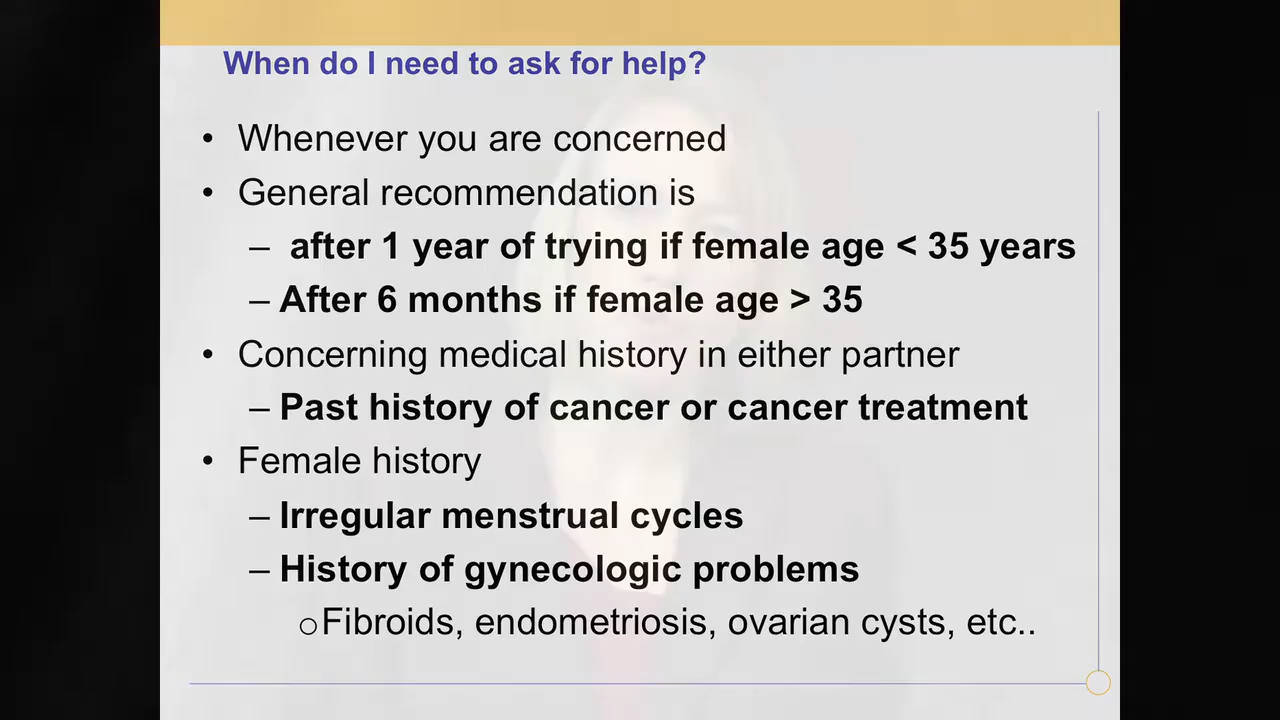 When do I need to ask for help?
• Whenever you are concerned
• General recommendation is
– after 1 year of trying if female age < 35 years
– After 6 months if female age > 35
• Concerning medical history in either partner
– Past history of cancer or cancer treatment
• Female history
– Irregular menstrual cycles
– History of gynecologic problems
oFibroids, endometriosis, ovarian cysts, etc..